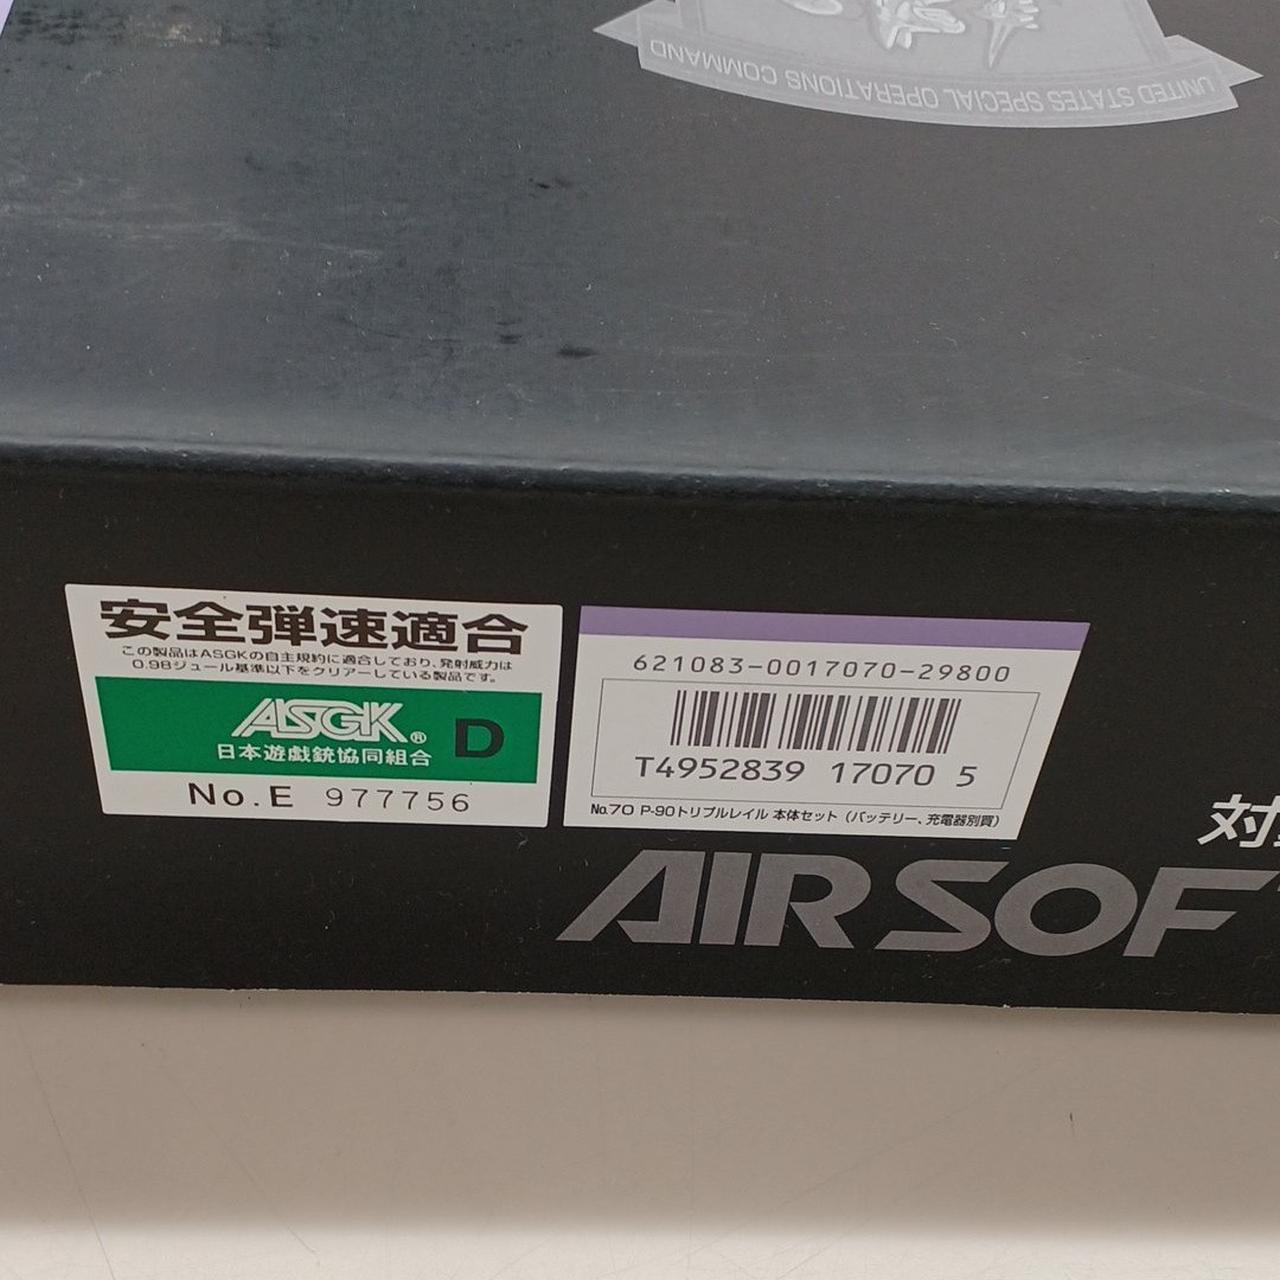 UNITED STATES SPECIAL OPERATIONS COMMAND
安全弾速適合
この製品はASGKの自主規約に適合しており、発射威力は
0.98ジュール基準以下をクリアーしている製品です。
ASGK® D
日本遊戯銃協同組合
No.E 977756
621083-0017070-29800
T4952839 17070 5
No.70 P-90トリプルレイル 本体セット (バッテリー、充電器別買)
対
AIRSOF